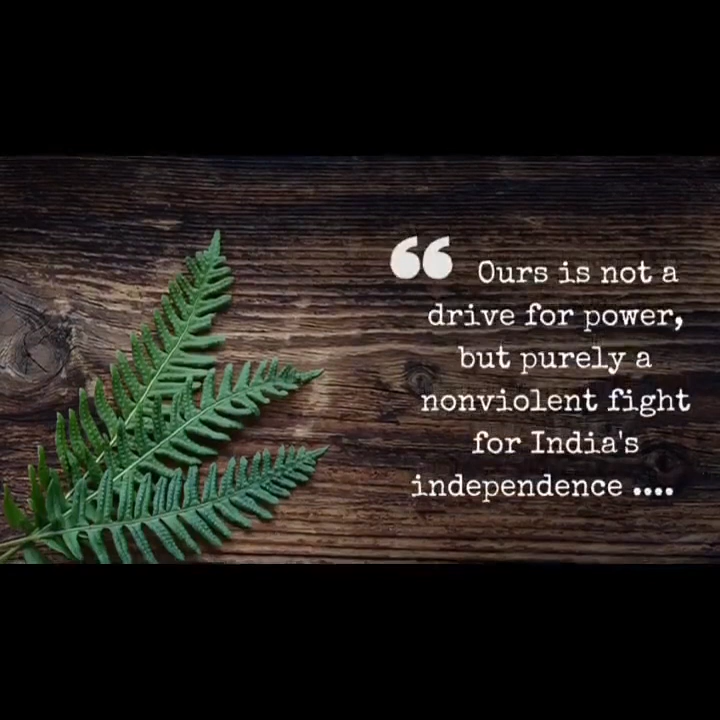 “ Ours is not a
drive for power,
but purely a
nonviolent fight
for India's
independence ....